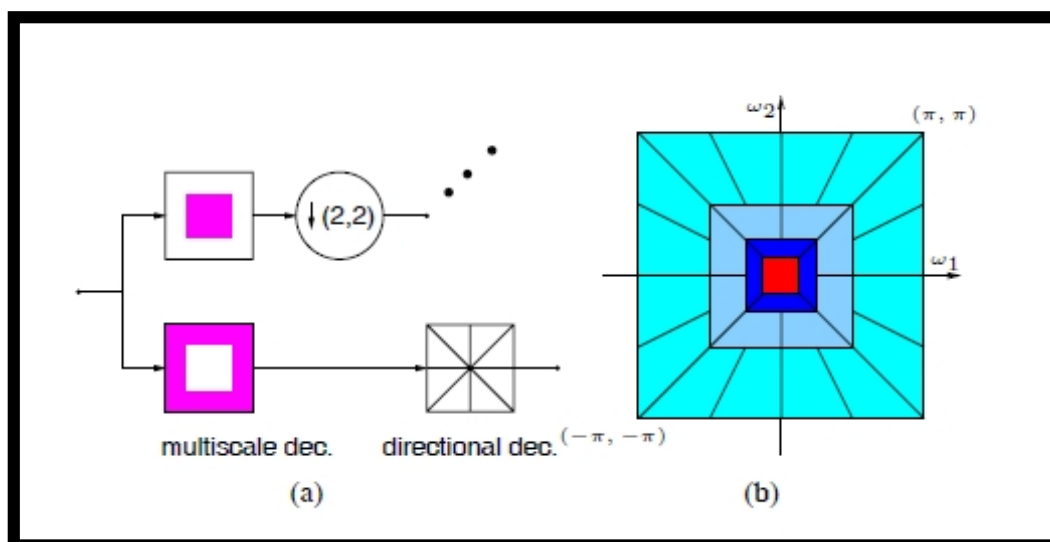 ω2
(π, π)
↓ (2,2)
ω1
multiscale dec.
directional dec.
(−π, −π)
(a)
(b)